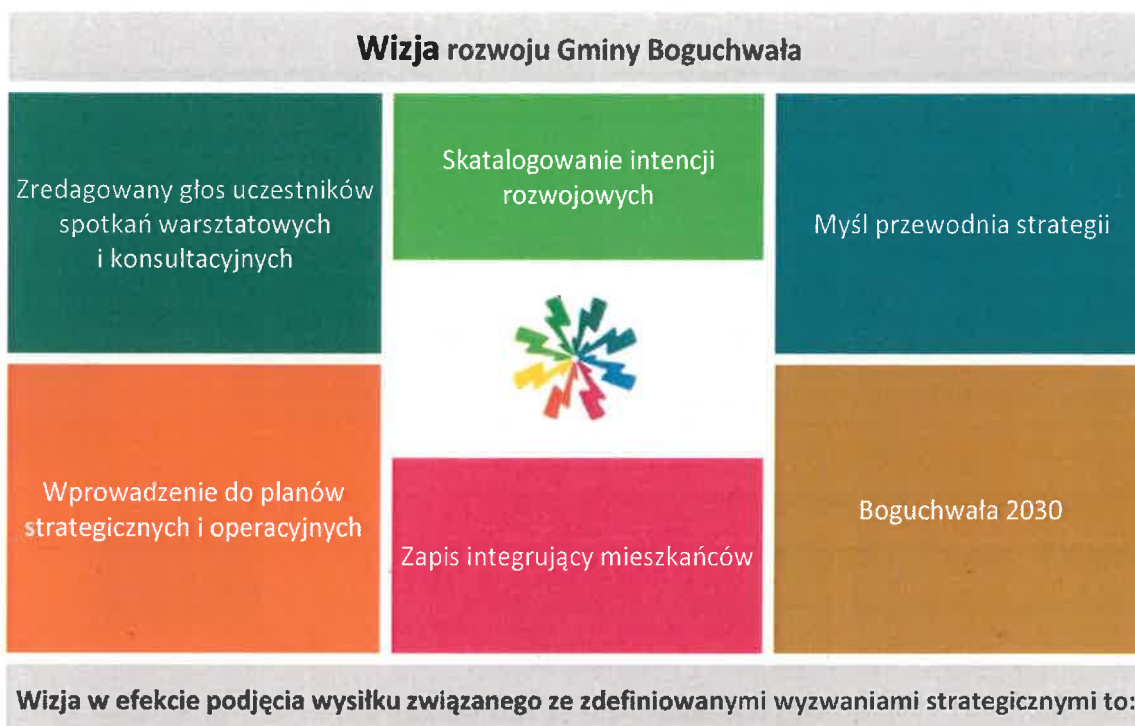 Wizja rozwoju Gminy Boguchwała
Zredagowany głos uczestników
spotkań warsztatowych
i konsultacyjnych
Skatalogowanie intencji
rozwojowych
Myśl przewodnia strategii
Wprowadzenie do planów
strategicznych i operacyjnych
Zapis integrujący mieszkańców
Boguchwała 2030
Wizja w efekcie podjęcia wysiłku związanego ze zdefiniowanymi wyzwaniami strategicznymi to: